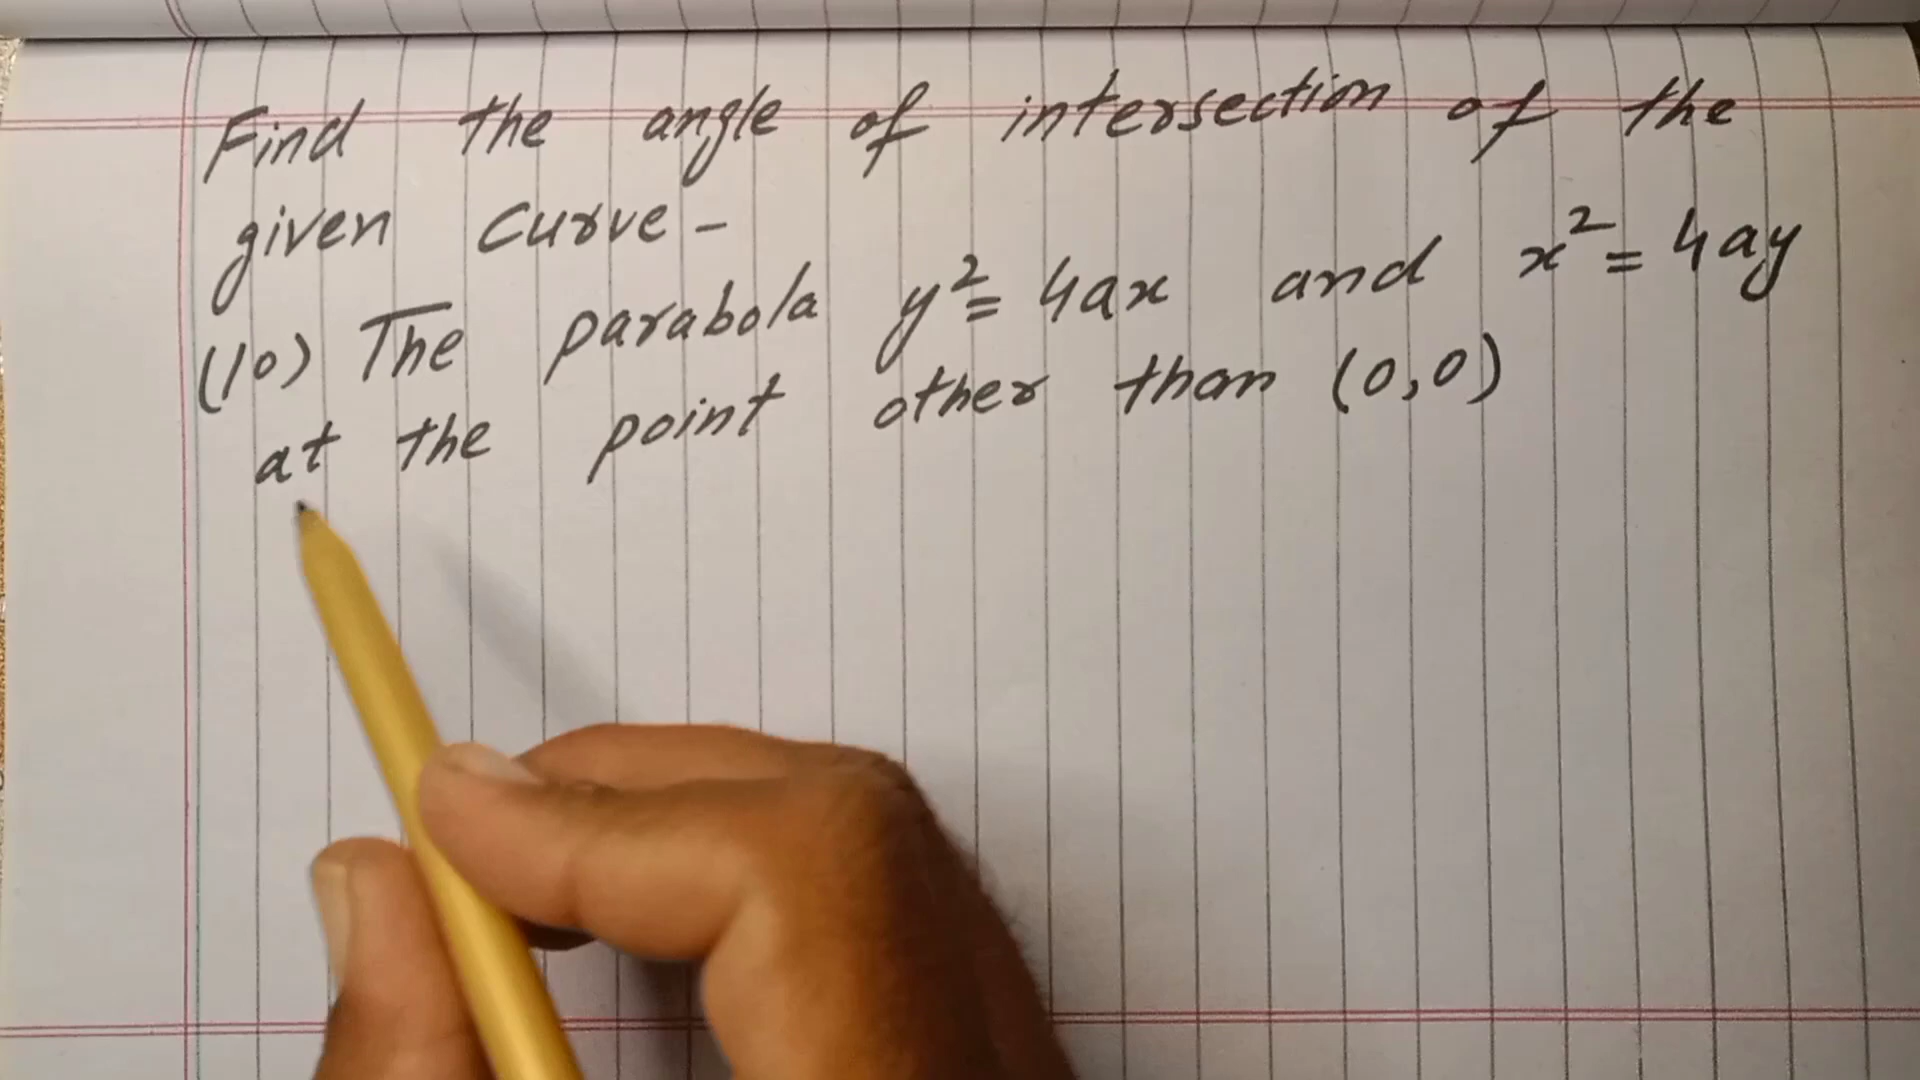 Find the angle of intersection of the
given curve -
(10) The parabola y² = 4ax and x² = 4ay
at the point other than (0,0)